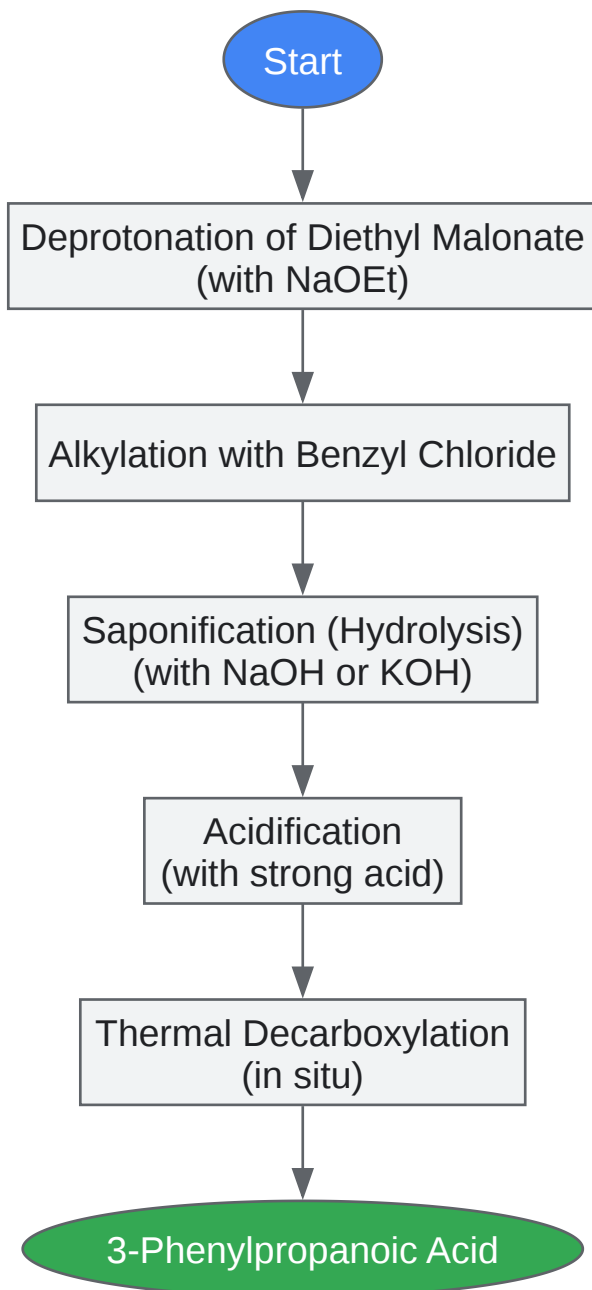 Start
Deprotonation of Diethyl Malonate
(with NaOEt)
Alkylation with Benzyl Chloride
Saponification (Hydrolysis)
(with NaOH or KOH)
Acidification
(with strong acid)
Thermal Decarboxylation
(in situ)
3-Phenylpropanoic Acid